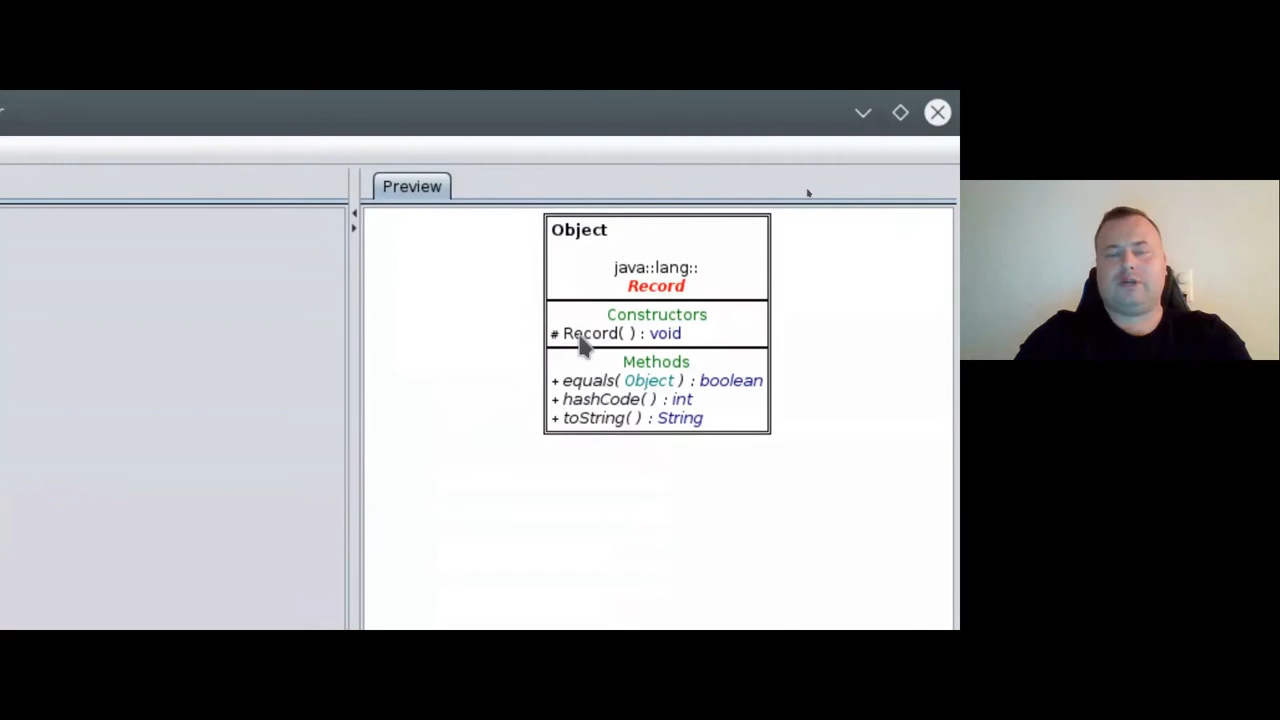 Preview
Object
java::lang::
Record
Constructors
# Record( ) : void
Methods
+ equals( Object ) : boolean
+ hashCode( ) : int
+ toString( ) : String